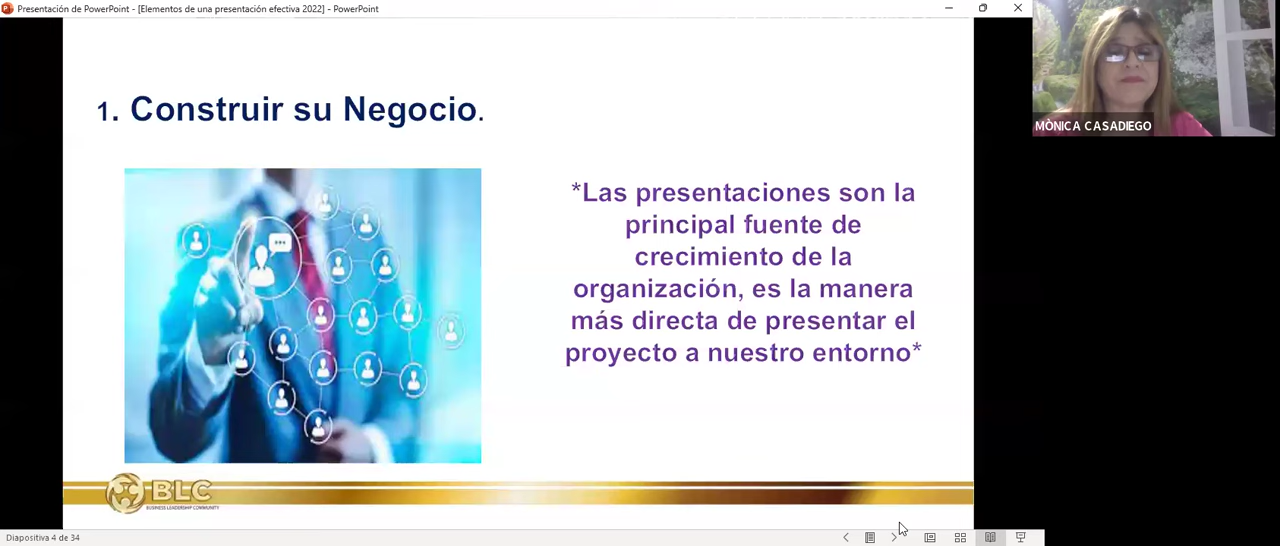 Presentación de PowerPoint - [Elementos de una presentación efectiva 2022] - PowerPoint
1. Construir su Negocio.
*Las presentaciones son la
principal fuente de
crecimiento de la
organización, es la manera
más directa de presentar el
proyecto a nuestro entorno*
MÒNICA CASADIEGO
BLC
BUSINESS LEADERSHIP COMMUNITY
Diapositiva 4 de 34